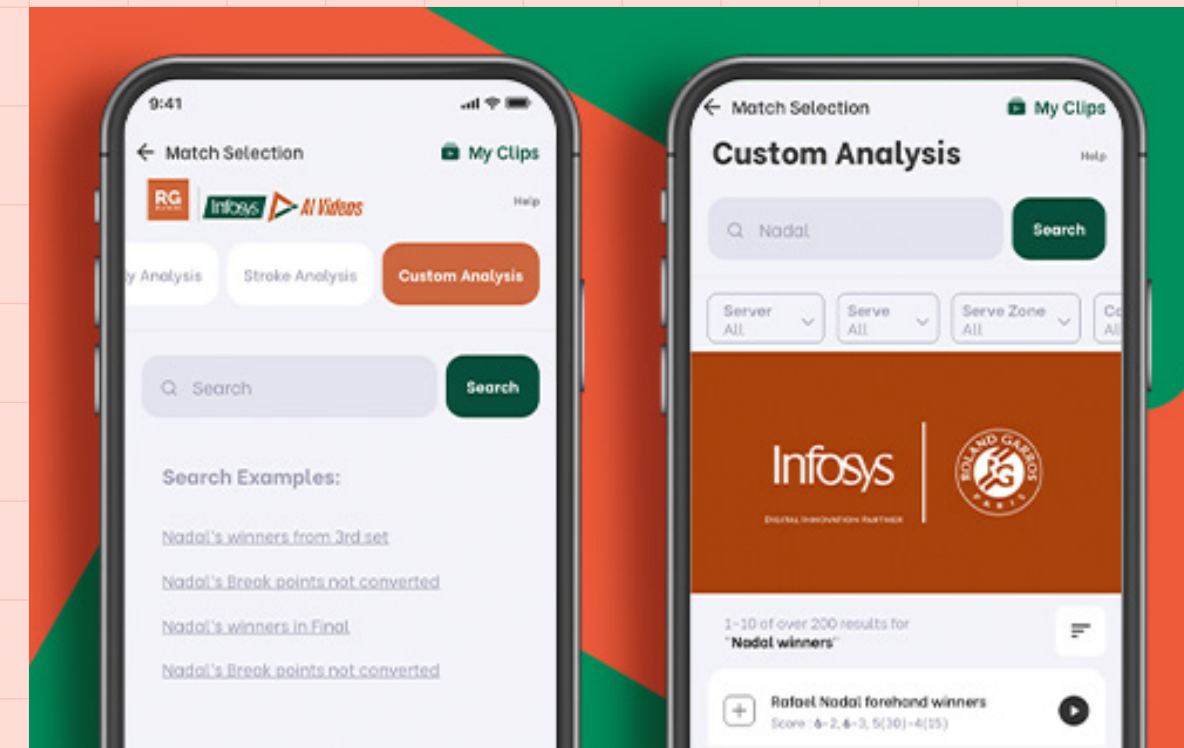 9:41
← Match Selection
My Clips
RG
Infosys
AI Videos
Help
y Analysis
Stroke Analysis
Custom Analysis
Search
Search
Search Examples:
Nadal's winners from 3rd set
Nadal's Break points not converted
Nadal's winners in Final
Nadal's Break points not converted
← Match Selection
My Clips
Custom Analysis
Help
Nadal
Search
Server
All
Serve
All
Serve Zone
All
Co
All
Infosys
DIGITAL INNOVATION PARTNER
ROLAND GARROS
RG
PARIS
1-10 of over 200 results for
"Nadal winners"
Rafael Nadal forehand winners
Score : 6-2, 6-3, 5(30)-4(15)